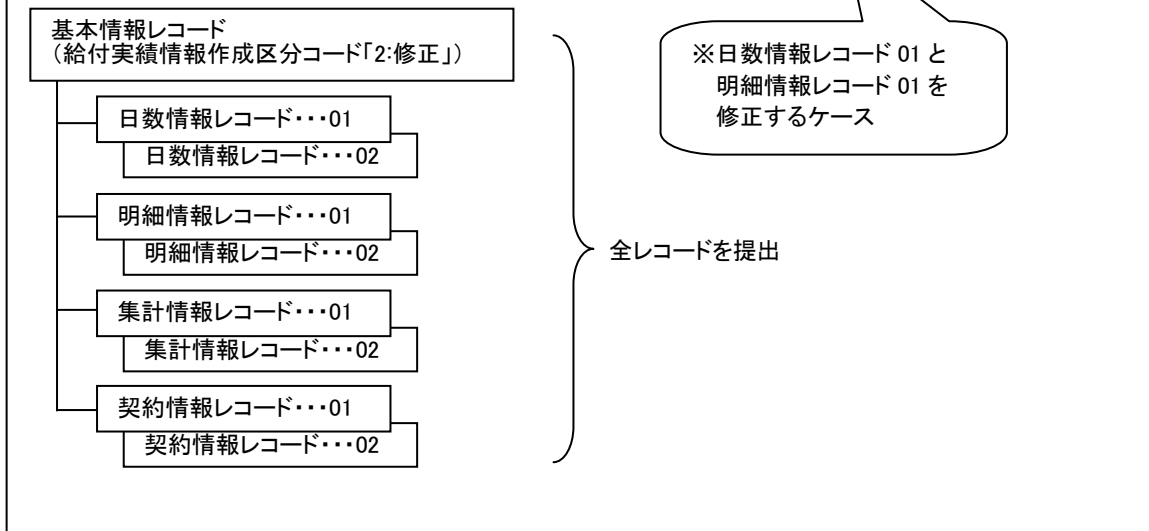 基本情報レコード
（給付実績情報作成区分コード「2:修正」）
※日数情報レコード 01 と
明細情報レコード 01 を
修正するケース
日数情報レコード・・・01
日数情報レコード・・・02
明細情報レコード・・・01
明細情報レコード・・・02
全レコードを提出
集計情報レコード・・・01
集計情報レコード・・・02
契約情報レコード・・・01
契約情報レコード・・・02